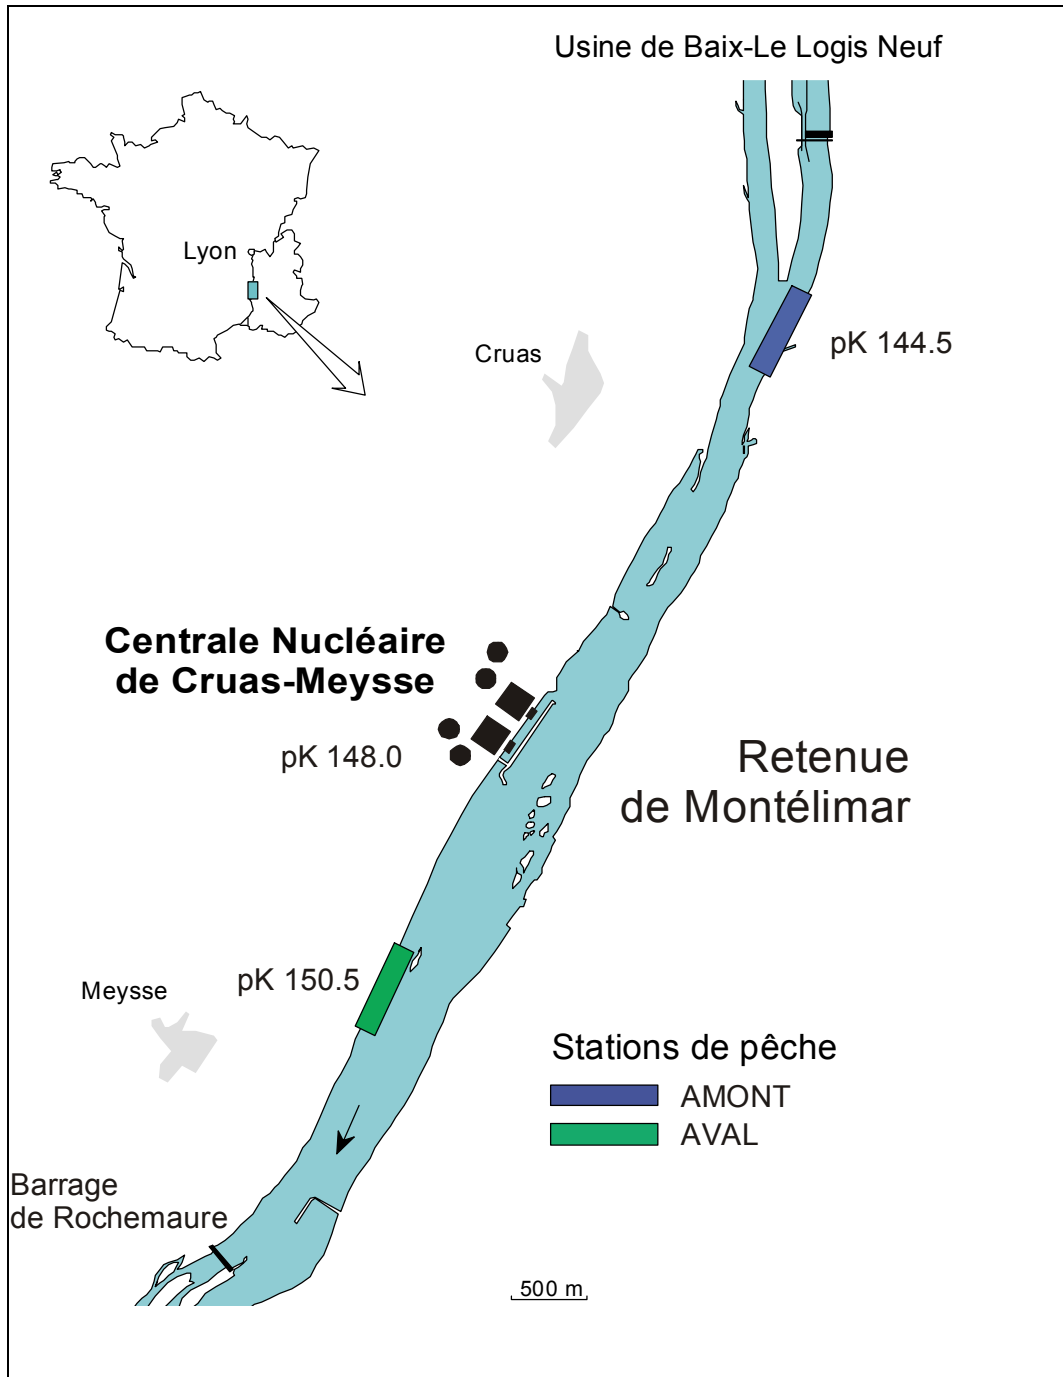 Usine de Baix-Le Logis Neuf
Lyon
pK 144.5
Cruas
Centrale Nucléaire
de Cruas-Meysse
pK 148.0
Retenue
de Montélimar
pK 150.5
Meysse
Stations de pêche
AMONT
AVAL
Barrage
de Rochemaure
500 m